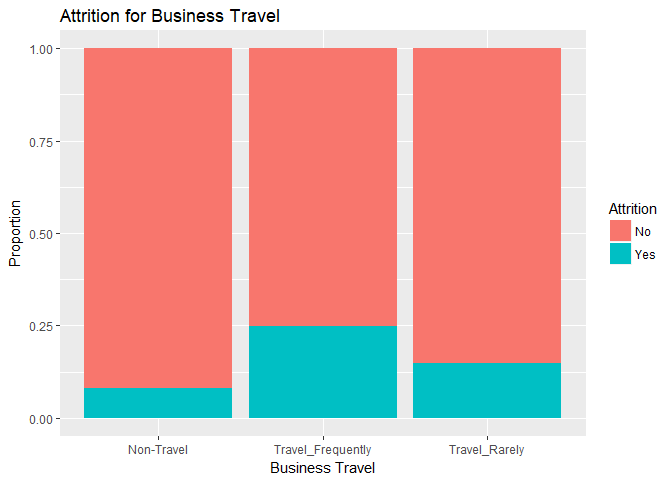 Attrition for Business Travel
1.00
0.75
0.50
0.25
0.00
Proportion
Non-Travel
Travel_Frequently
Travel_Rarely
Business Travel
Attrition
No
Yes